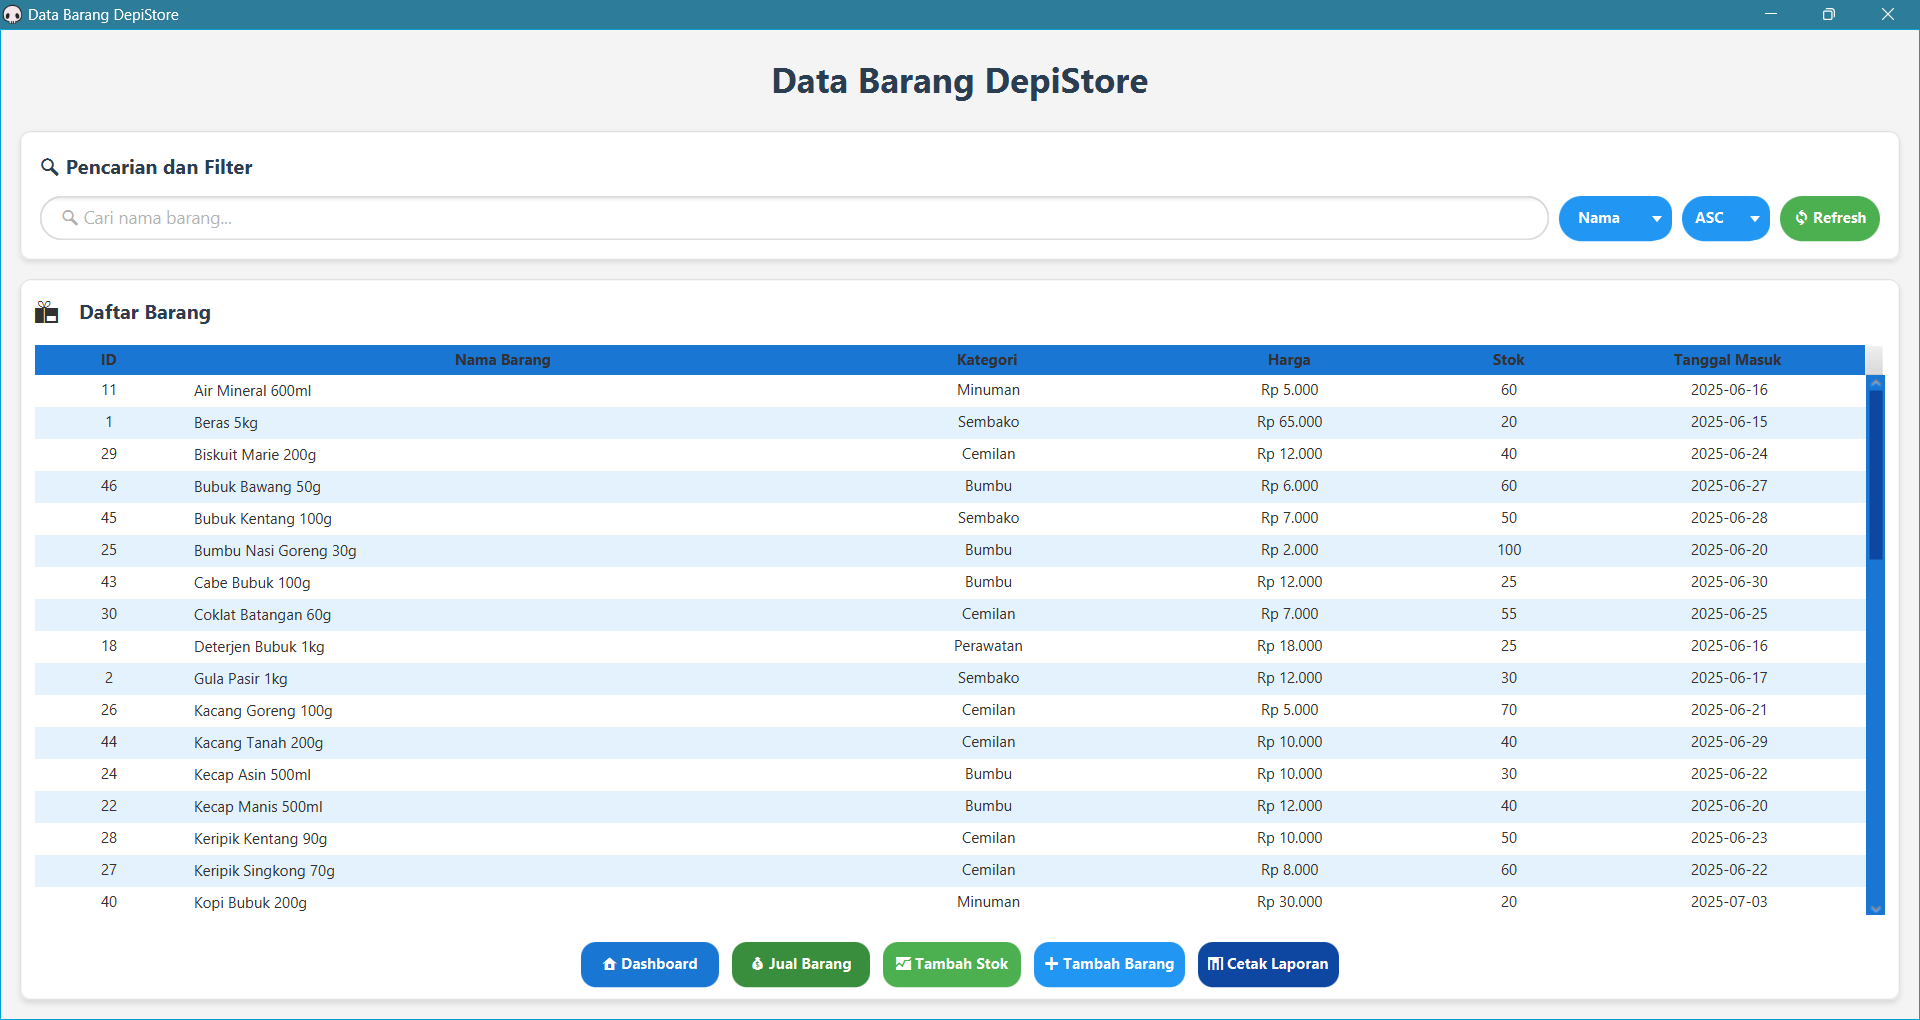 Data Barang DepiStore
Data Barang DepiStore
Pencarian dan Filter
Cari nama barang...
Nama
ASC
Refresh
Daftar Barang
ID Nama Barang Kategori Harga Stok Tanggal Masuk
11 Air Mineral 600ml Minuman Rp 5.000 60 2025-06-16
1 Beras 5kg Sembako Rp 65.000 20 2025-06-15
29 Biskuit Marie 200g Cemilan Rp 12.000 40 2025-06-24
46 Bubuk Bawang 50g Bumbu Rp 6.000 60 2025-06-27
45 Bubuk Kentang 100g Sembako Rp 7.000 50 2025-06-28
25 Bumbu Nasi Goreng 30g Bumbu Rp 2.000 100 2025-06-20
43 Cabe Bubuk 100g Bumbu Rp 12.000 25 2025-06-30
30 Coklat Batangan 60g Cemilan Rp 7.000 55 2025-06-25
18 Deterjen Bubuk 1kg Perawatan Rp 18.000 25 2025-06-16
2 Gula Pasir 1kg Sembako Rp 12.000 30 2025-06-17
26 Kacang Goreng 100g Cemilan Rp 5.000 70 2025-06-21
44 Kacang Tanah 200g Cemilan Rp 10.000 40 2025-06-29
24 Kecap Asin 500ml Bumbu Rp 10.000 30 2025-06-22
22 Kecap Manis 500ml Bumbu Rp 12.000 40 2025-06-20
28 Keripik Kentang 90g Cemilan Rp 10.000 50 2025-06-23
27 Keripik Singkong 70g Cemilan Rp 8.000 60 2025-06-22
40 Kopi Bubuk 200g Minuman Rp 30.000 20 2025-07-03
Dashboard
Jual Barang
Tambah Stok
Tambah Barang
Cetak Laporan